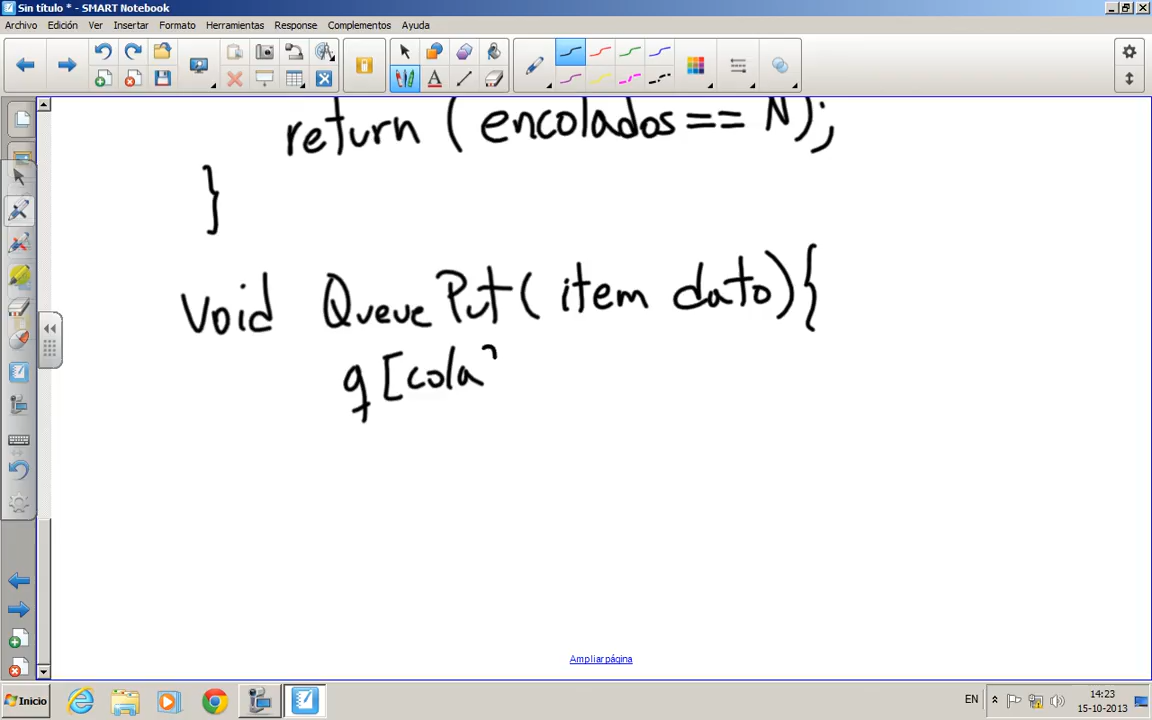 Sin título * - SMART Notebook
Archivo Edición Ver Insertar Formato Herramientas Response Complementos Ayuda
return ( encolados == N);
}
void QueuePut( item dato){
q [cola
Ampliar página
Inicio
EN
14:23
15-10-2013